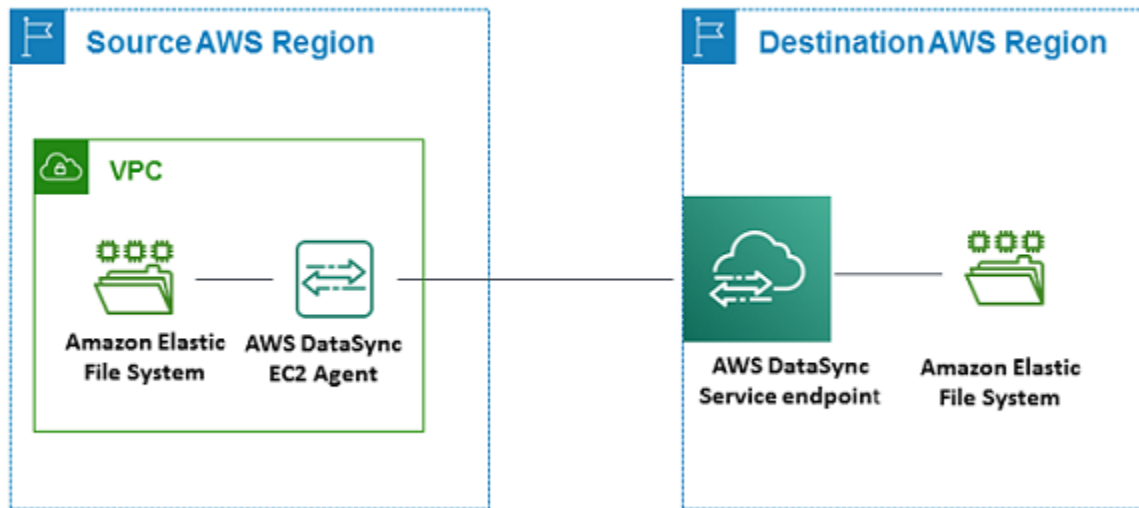 Source AWS Region
Destination AWS Region
VPC
Amazon Elastic
File System
AWS DataSync
EC2 Agent
AWS DataSync
Service endpoint
Amazon Elastic
File System